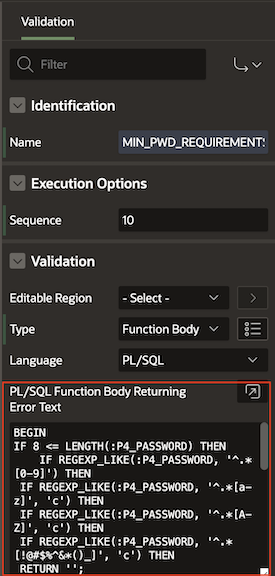 Validation
Filter
Identification
Name MIN_PWD_REQUIREMENTS
Execution Options
Sequence 10
Validation
Editable Region - Select -
Type Function Body
Language PL/SQL
PL/SQL Function Body Returning
Error Text
BEGIN
IF 8 <= LENGTH(:P4_PASSWORD) THEN
IF REGEXP_LIKE(:P4_PASSWORD, '^.*
[0-9]') THEN
IF REGEXP_LIKE(:P4_PASSWORD, '^.*[a-
z]', 'c') THEN
IF REGEXP_LIKE(:P4_PASSWORD, '^.*[A-
Z]', 'c') THEN
IF REGEXP_LIKE(:P4_PASSWORD, '^.*
[!@#$%^&*()_]', 'c') THEN
RETURN '';